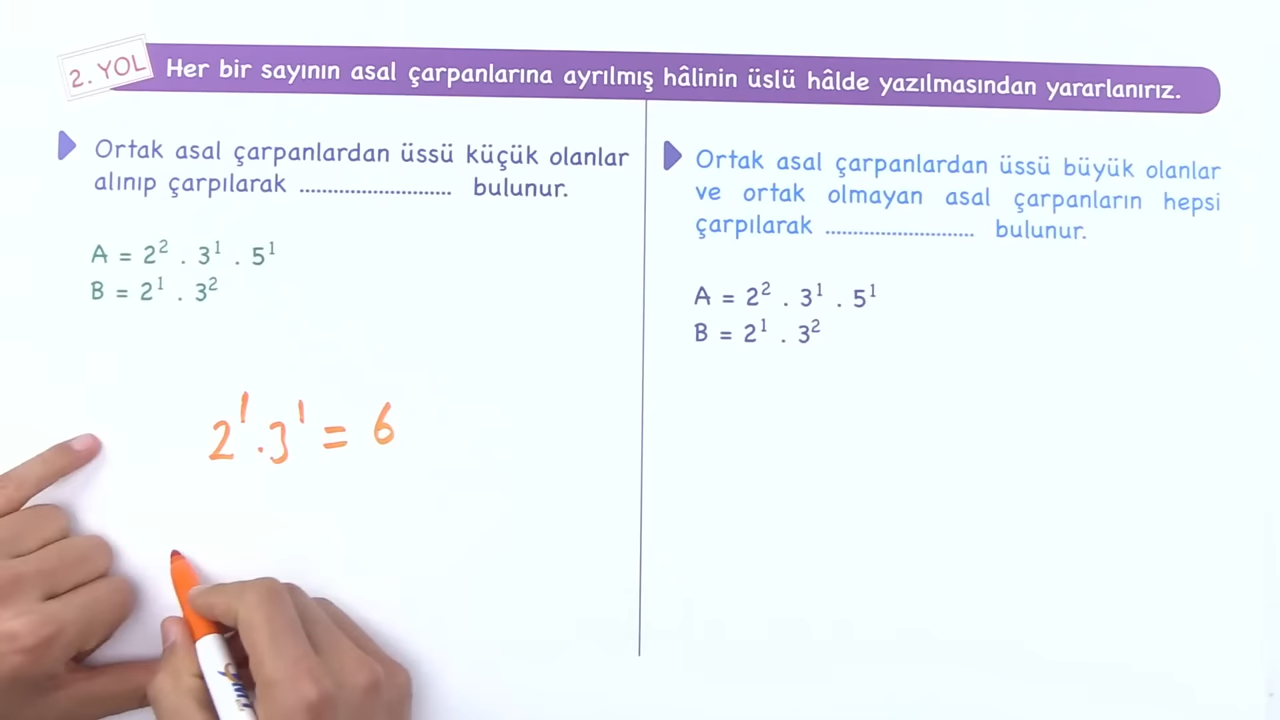 2. YOL
Her bir sayının asal çarpanlarına ayrılmış hâlinin üslü hâlde yazılmasından yararlanırız.
Ortak asal çarpanlardan üssü küçük olanlar
alınıp çarpılarak ........................... bulunur.
A = 2² . 3¹ . 5¹
B = 2¹ . 3²
2¹ . 3¹ = 6
Ortak asal çarpanlardan üssü büyük olanlar
ve ortak olmayan asal çarpanların hepsi
çarpılarak ........................... bulunur.
A = 2² . 3¹ . 5¹
B = 2¹ . 3²